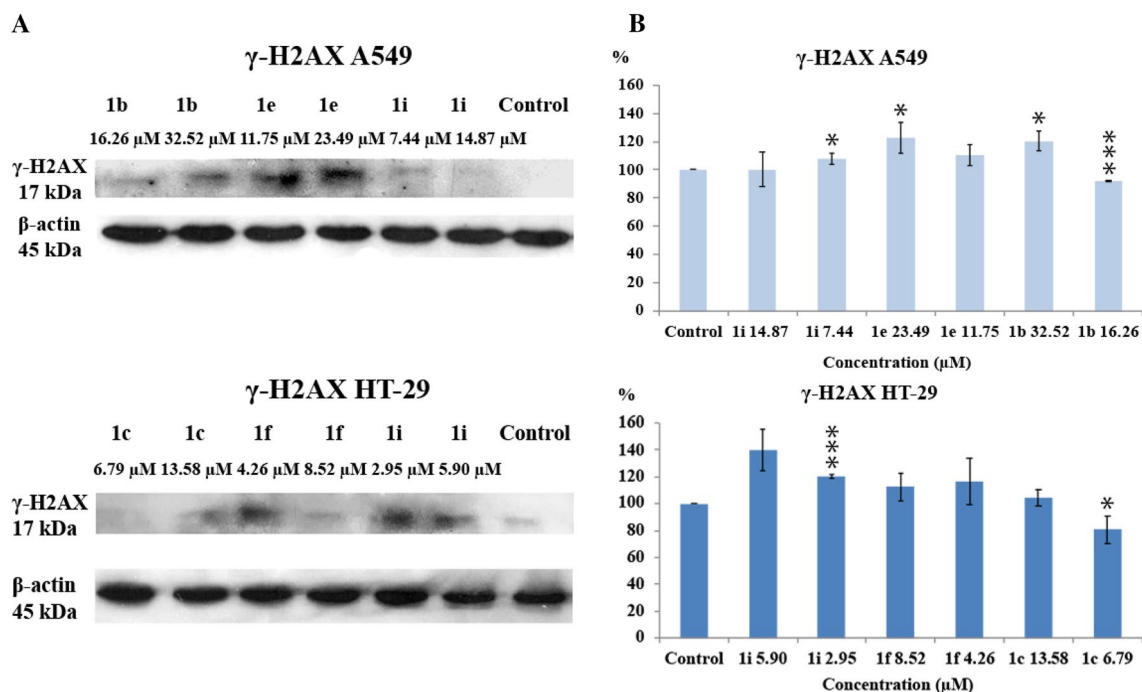 A
γ-H2AX A549
1b 1b 1e 1e 1i 1i Control
16.26 µM 32.52 µM 11.75 µM 23.49 µM 7.44 µM 14.87 µM
γ-H2AX
17 kDa
β-actin
45 kDa
γ-H2AX HT-29
1c 1c 1f 1f 1i 1i Control
6.79 µM 13.58 µM 4.26 µM 8.52 µM 2.95 µM 5.90 µM
γ-H2AX
17 kDa
β-actin
45 kDa
B
γ-H2AX A549
%
160
140
120
100
80
60
40
20
0
* * * ***
Control 1i 14.87 1i 7.44 1e 23.49 1e 11.75 1b 32.52 1b 16.26
Concentration (µM)
γ-H2AX HT-29
%
160
140
120
100
80
60
40
20
0
*** *
Control 1i 5.90 1i 2.95 1f 8.52 1f 4.26 1c 13.58 1c 6.79
Concentration (µM)